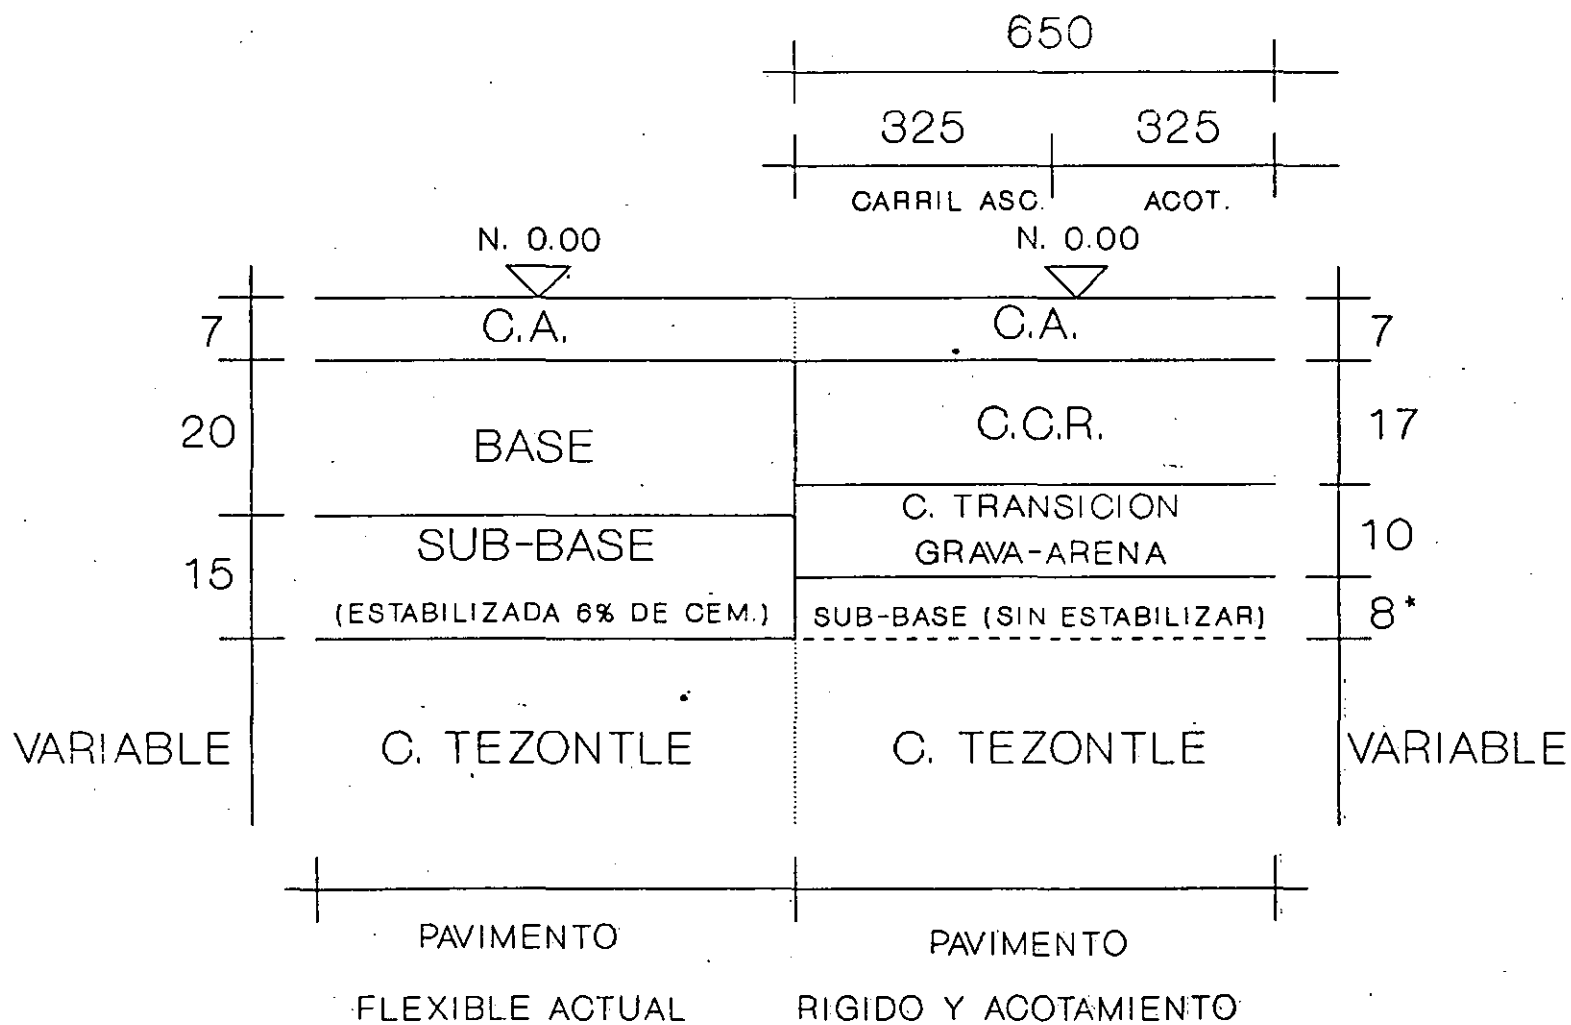 650
325 325
CARRIL ASC. ACOT.
N. 0.00 N. 0.00
7 C.A. C.A. 7
20 BASE C.C.R. 17
C. TRANSICION
GRAVA-ARENA 10
15 SUB-BASE
(ESTABILIZADA 6% DE CEM.) SUB-BASE (SIN ESTABILIZAR) 8*
VARIABLE C. TEZONTLE C. TEZONTLE VARIABLE
PAVIMENTO PAVIMENTO
FLEXIBLE ACTUAL RIGIDO Y ACOTAMIENTO